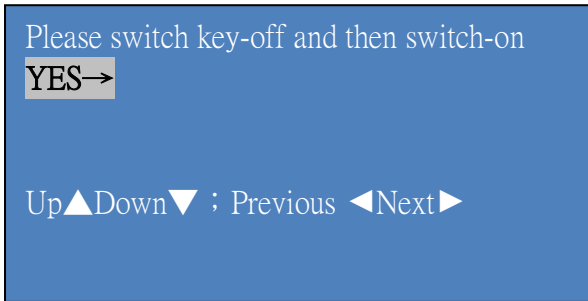 Please switch key-off and then switch-on
YES→
Up▲Down▼；Previous ◀Next▶